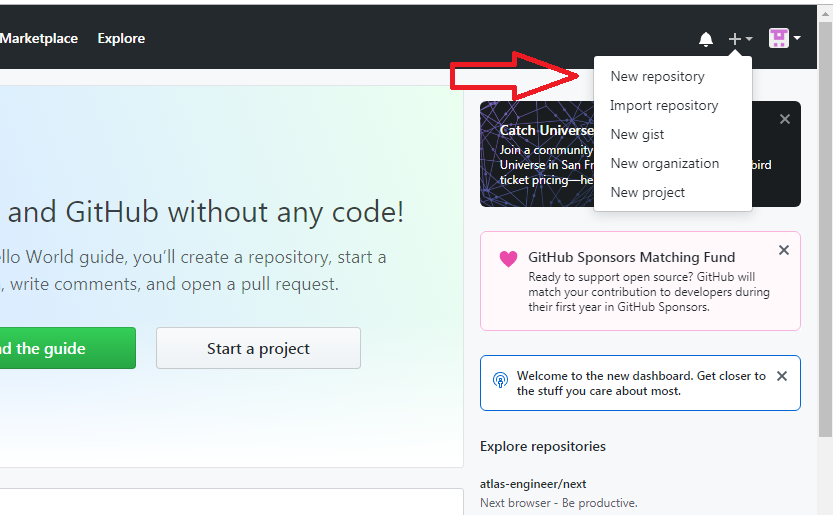 Marketplace Explore
New repository
Import repository
New gist
New organization
New project
Catch Universe
Join a community
Universe in San Fr bird
ticket pricing—he
and GitHub without any code!
llo World guide, you’ll create a repository, start a
, write comments, and open a pull request.
d the guide
Start a project
GitHub Sponsors Matching Fund
Ready to support open source? GitHub will
match your contribution to developers during
their first year in GitHub Sponsors.
Welcome to the new dashboard. Get closer to
the stuff you care about most.
Explore repositories
atlas-engineer/next
Next browser - Be productive.